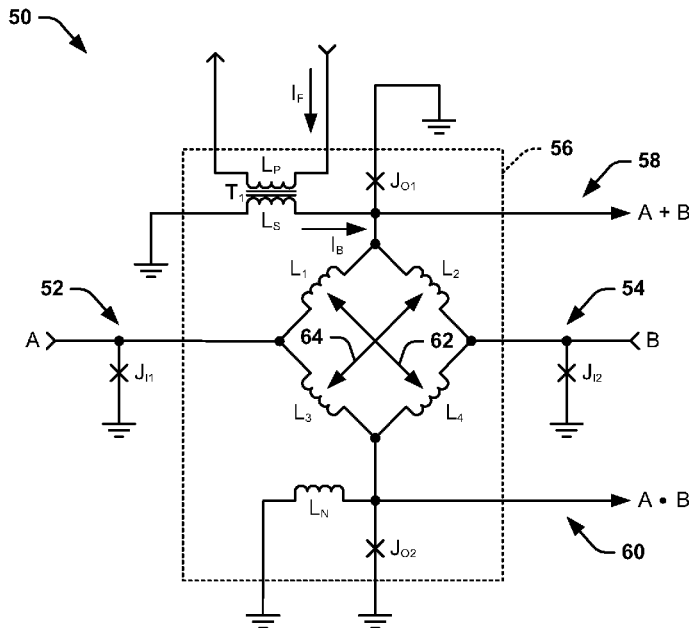 50
I_F
56
L_P
58
T_1
J_O1
L_S
A + B
I_B
L_1
L_2
52
54
A
64
62
B
J_I1
J_I2
L_3
L_4
L_N
A • B
J_O2
60